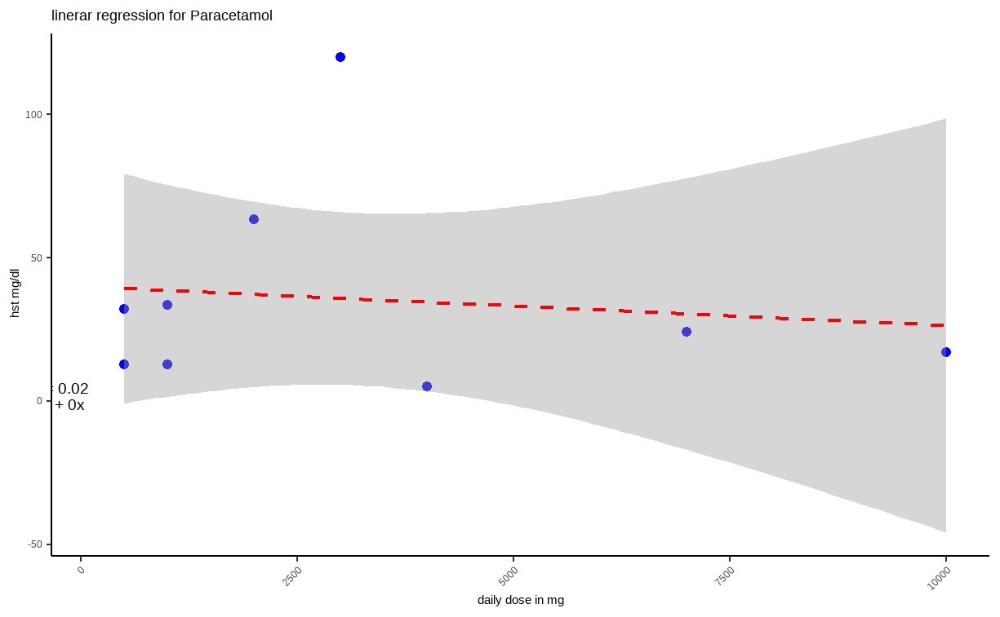 linerar regression for Paracetamol
100
50
0
-50
hst mg/dl
0.02
+ 0x
0
2500
5000
7500
10000
daily dose in mg